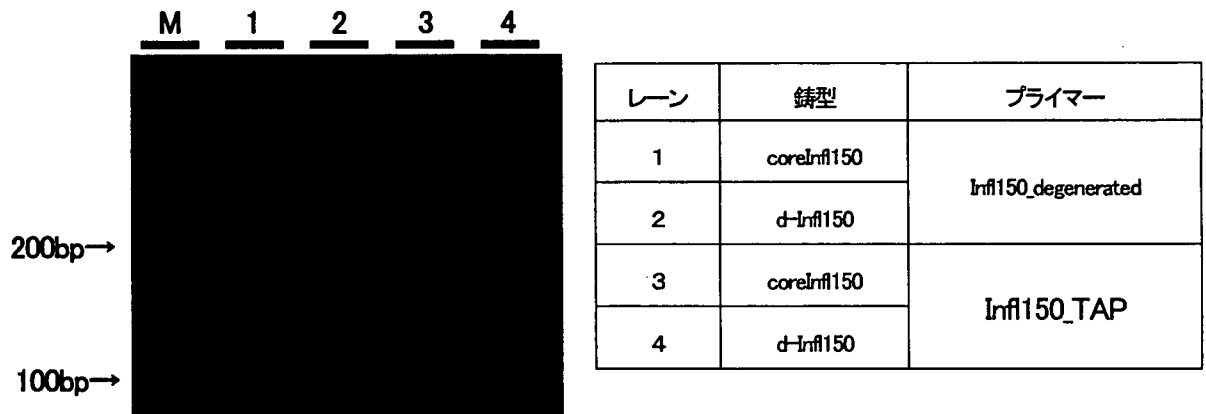 M 1 2 3 4
200bp→
100bp→
レーン 鋳型 プライマー
1 coreInfl150 Infl150_degenerated
2 d-Infl150
3 coreInfl150 Infl150_TAP
4 d-Infl150